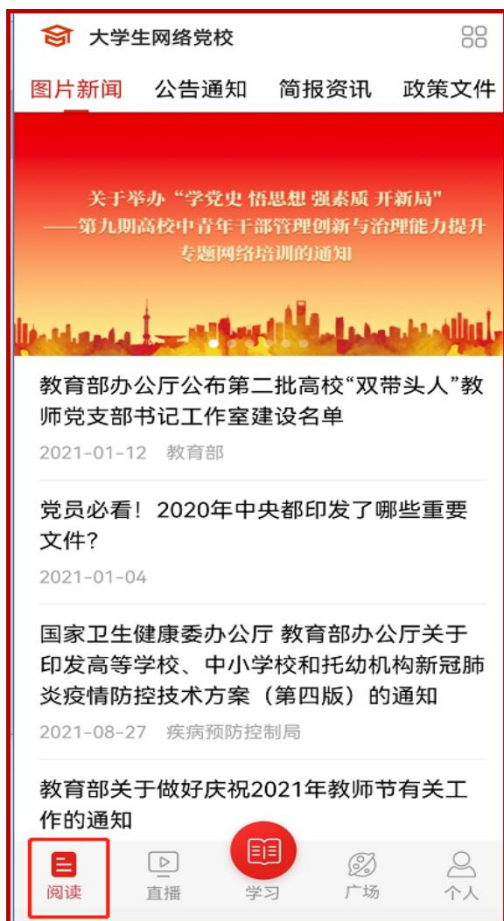 大学生网络党校
图片新闻 公告通知 简报资讯 政策文件
关于举办“学党史 悟思想 强素质 开新局"
——第九期高校中青年干部管理创新与治理能力提升
专题网络培训的通知
教育部办公厅公布第二批高校“双带头人”教
师党支部书记工作室建设名单
2021-01-12 教育部
党员必看！2020年中央都印发了哪些重要
文件？
2021-01-04
国家卫生健康委办公厅 教育部办公厅关于
印发高等学校、中小学校和托幼机构新冠肺
炎疫情防控技术方案（第四版）的通知
2021-08-27 疾病预防控制局
教育部关于做好庆祝2021年教师节有关工
作的通知
阅读 直播 学习 广场 个人